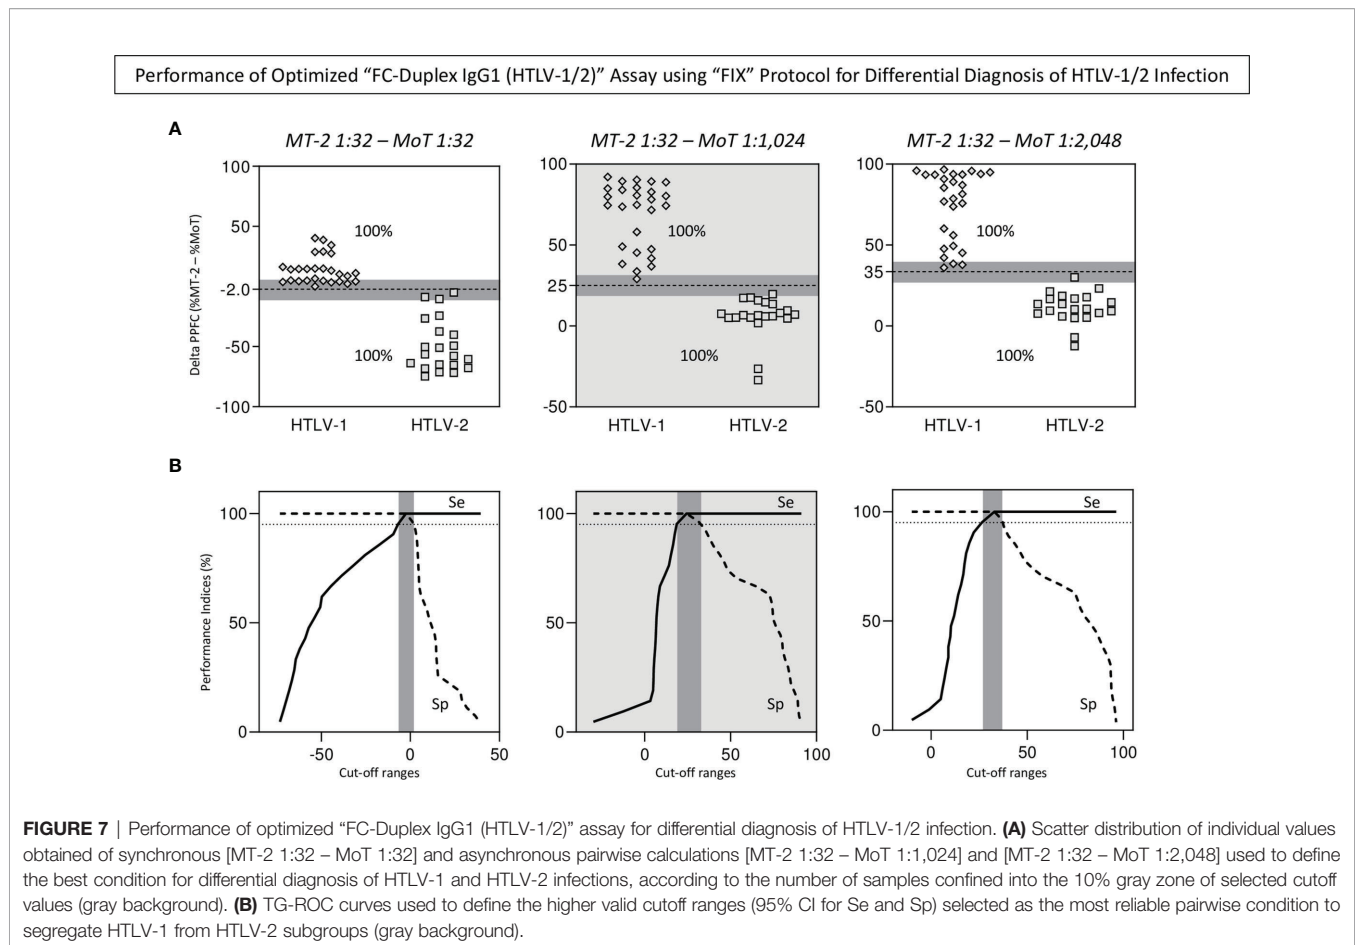 Performance of Optimized “FC-Duplex IgG1 (HTLV-1/2)” Assay using “FIX” Protocol for Differential Diagnosis of HTLV-1/2 Infection
A
MT-2 1:32 – MoT 1:32
MT-2 1:32 – MoT 1:1,024
MT-2 1:32 – MoT 1:2,048
Delta PPFC (%MT-2 – %MoT)
100
50
-2.0
-50
-100
100%
100%
HTLV-1
HTLV-2
100
50
25
0
-50
100%
100%
HTLV-1
HTLV-2
100
50
35
0
-50
100%
100%
HTLV-1
HTLV-2
B
Performance Indices (%)
100
50
0
Se
Sp
-50
0
50
Cut-off ranges
100
50
0
Se
Sp
0
50
100
Cut-off ranges
100
50
0
Se
Sp
0
50
100
Cut-off ranges
FIGURE 7 | Performance of optimized “FC-Duplex IgG1 (HTLV-1/2)” assay for differential diagnosis of HTLV-1/2 infection. (A) Scatter distribution of individual values
obtained of synchronous [MT-2 1:32 – MoT 1:32] and asynchronous pairwise calculations [MT-2 1:32 – MoT 1:1,024] and [MT-2 1:32 – MoT 1:2,048] used to define
the best condition for differential diagnosis of HTLV-1 and HTLV-2 infections, according to the number of samples confined into the 10% gray zone of selected cutoff
values (gray background). (B) TG-ROC curves used to define the higher valid cutoff ranges (95% CI for Se and Sp) selected as the most reliable pairwise condition to
segregate HTLV-1 from HTLV-2 subgroups (gray background).